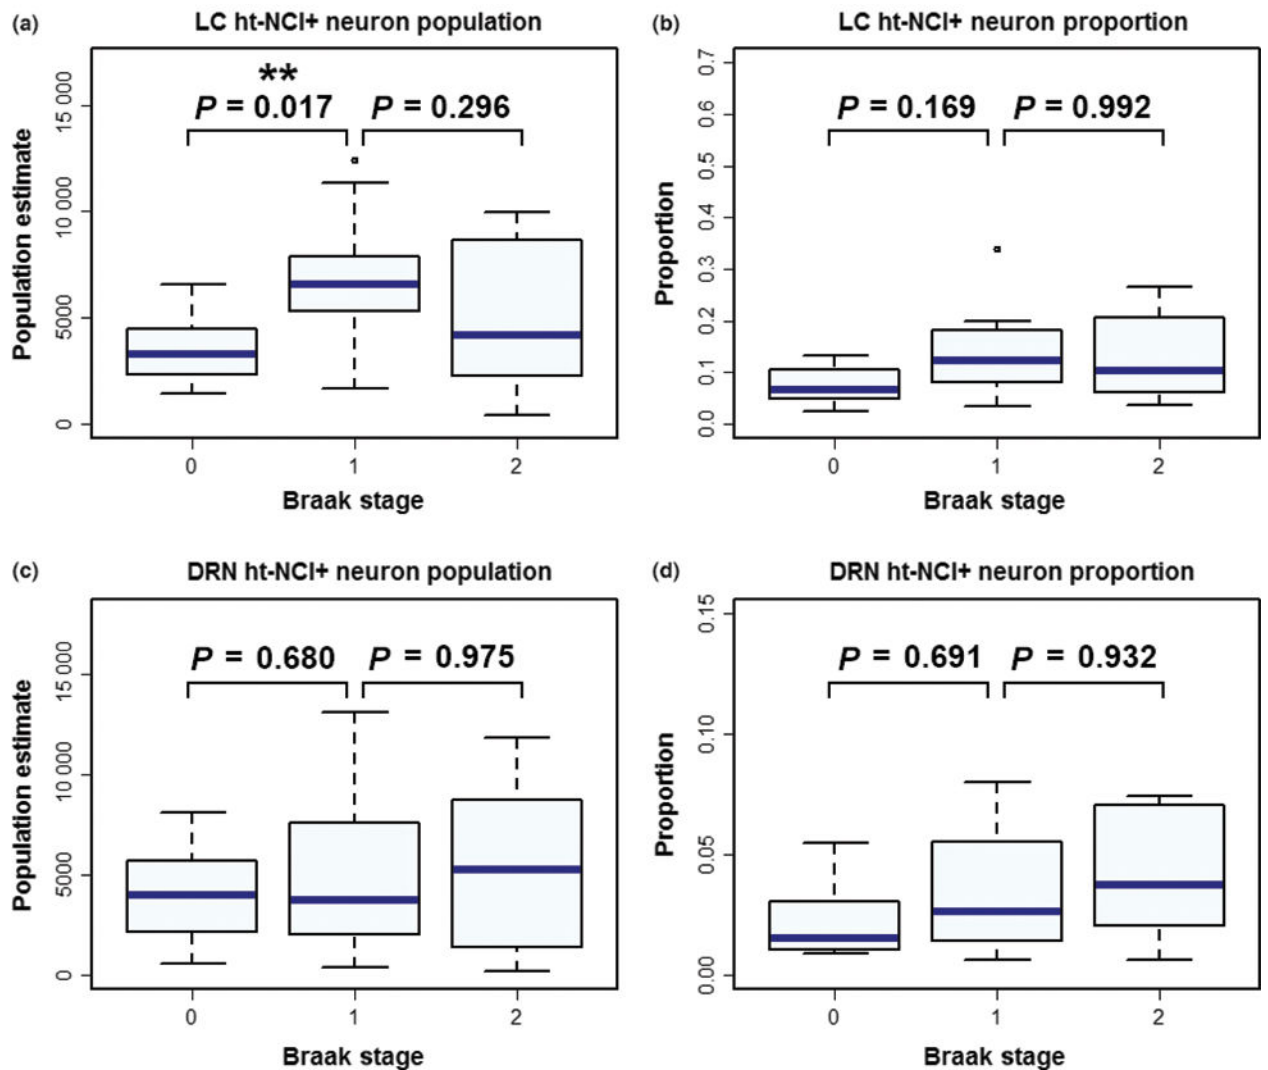 (a) LC ht-NCI+ neuron population
**
P = 0.017 P = 0.296
Population estimate
15 000
10 000
5000
0
0 1 2
Braak stage
(b) LC ht-NCI+ neuron proportion
P = 0.169 P = 0.992
Proportion
0.7
0.6
0.5
0.4
0.3
0.2
0.1
0.0
0 1 2
Braak stage
(c) DRN ht-NCI+ neuron population
P = 0.680 P = 0.975
Population estimate
15 000
10 000
5000
0
0 1 2
Braak stage
(d) DRN ht-NCI+ neuron proportion
P = 0.691 P = 0.932
Proportion
0.15
0.10
0.05
0.00
0 1 2
Braak stage